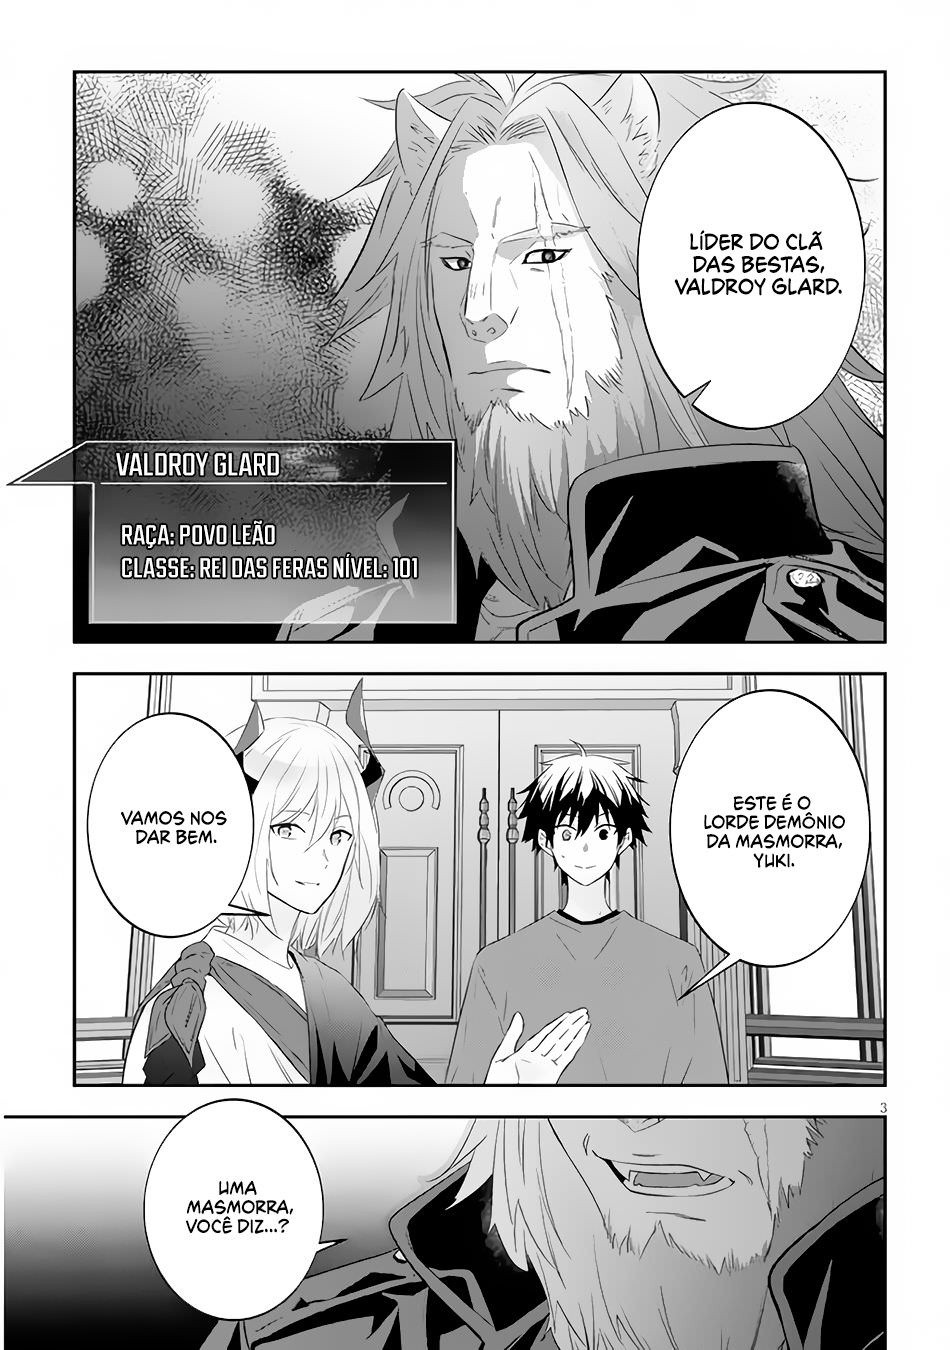 LÍDER DO CLÃ
DAS BESTAS,
VALDROY GLARD.
VALDROY GLARD
RAÇA: POVO LEÃO
CLASSE: REI DAS FERAS NÍVEL: 101
VAMOS NOS
DAR BEM.
ESTE É O
LORDE DEMÔNIO
DA MASMORRA,
YUKI.
3
UMA
MASMORRA,
VOCÊ DIZ...?